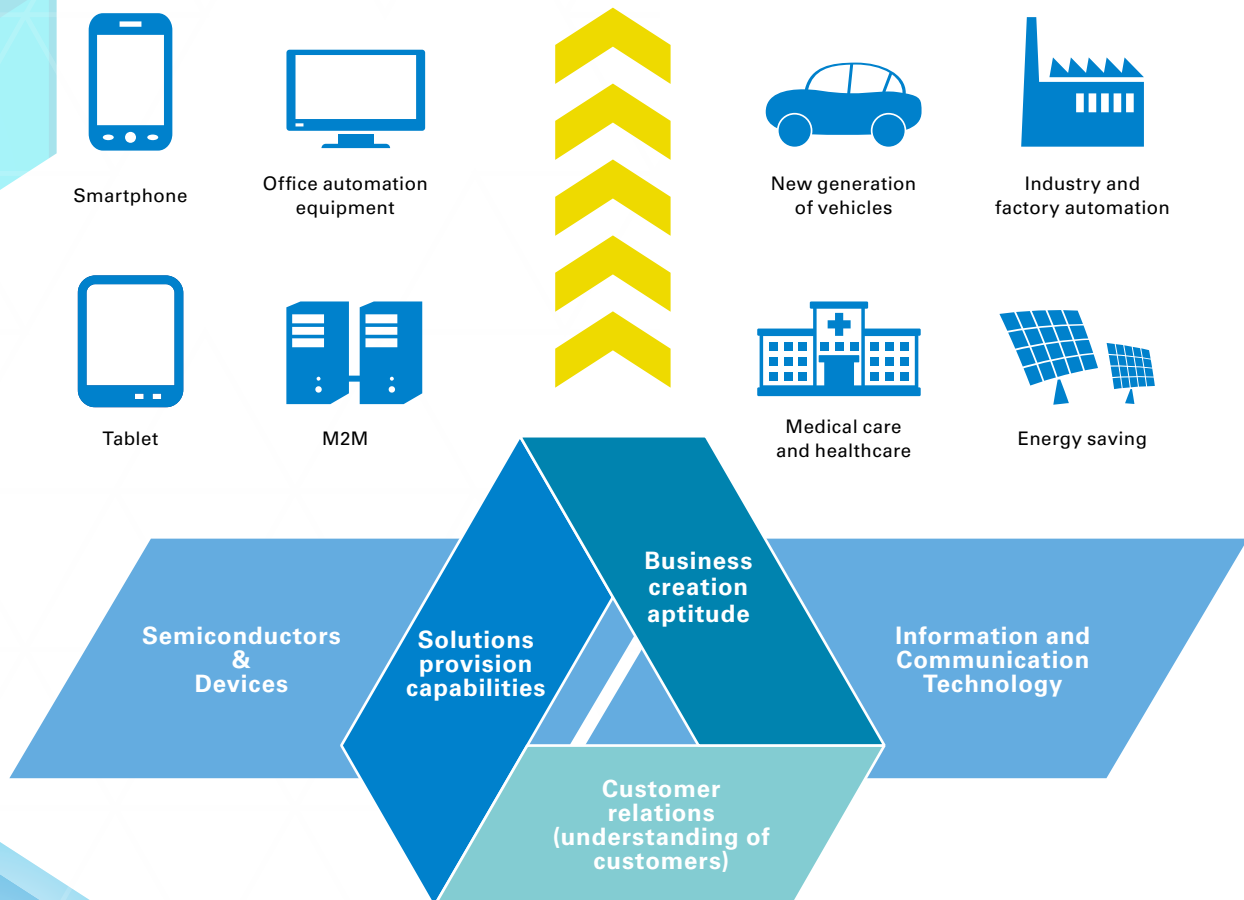 Smartphone
Office automation
equipment
New generation
of vehicles
Industry and
factory automation
Tablet
M2M
Medical care
and healthcare
Energy saving
Semiconductors
&
Devices
Solutions
provision
capabilities
Business
creation
aptitude
Information and
Communication
Technology
Customer
relations
(understanding of
customers)